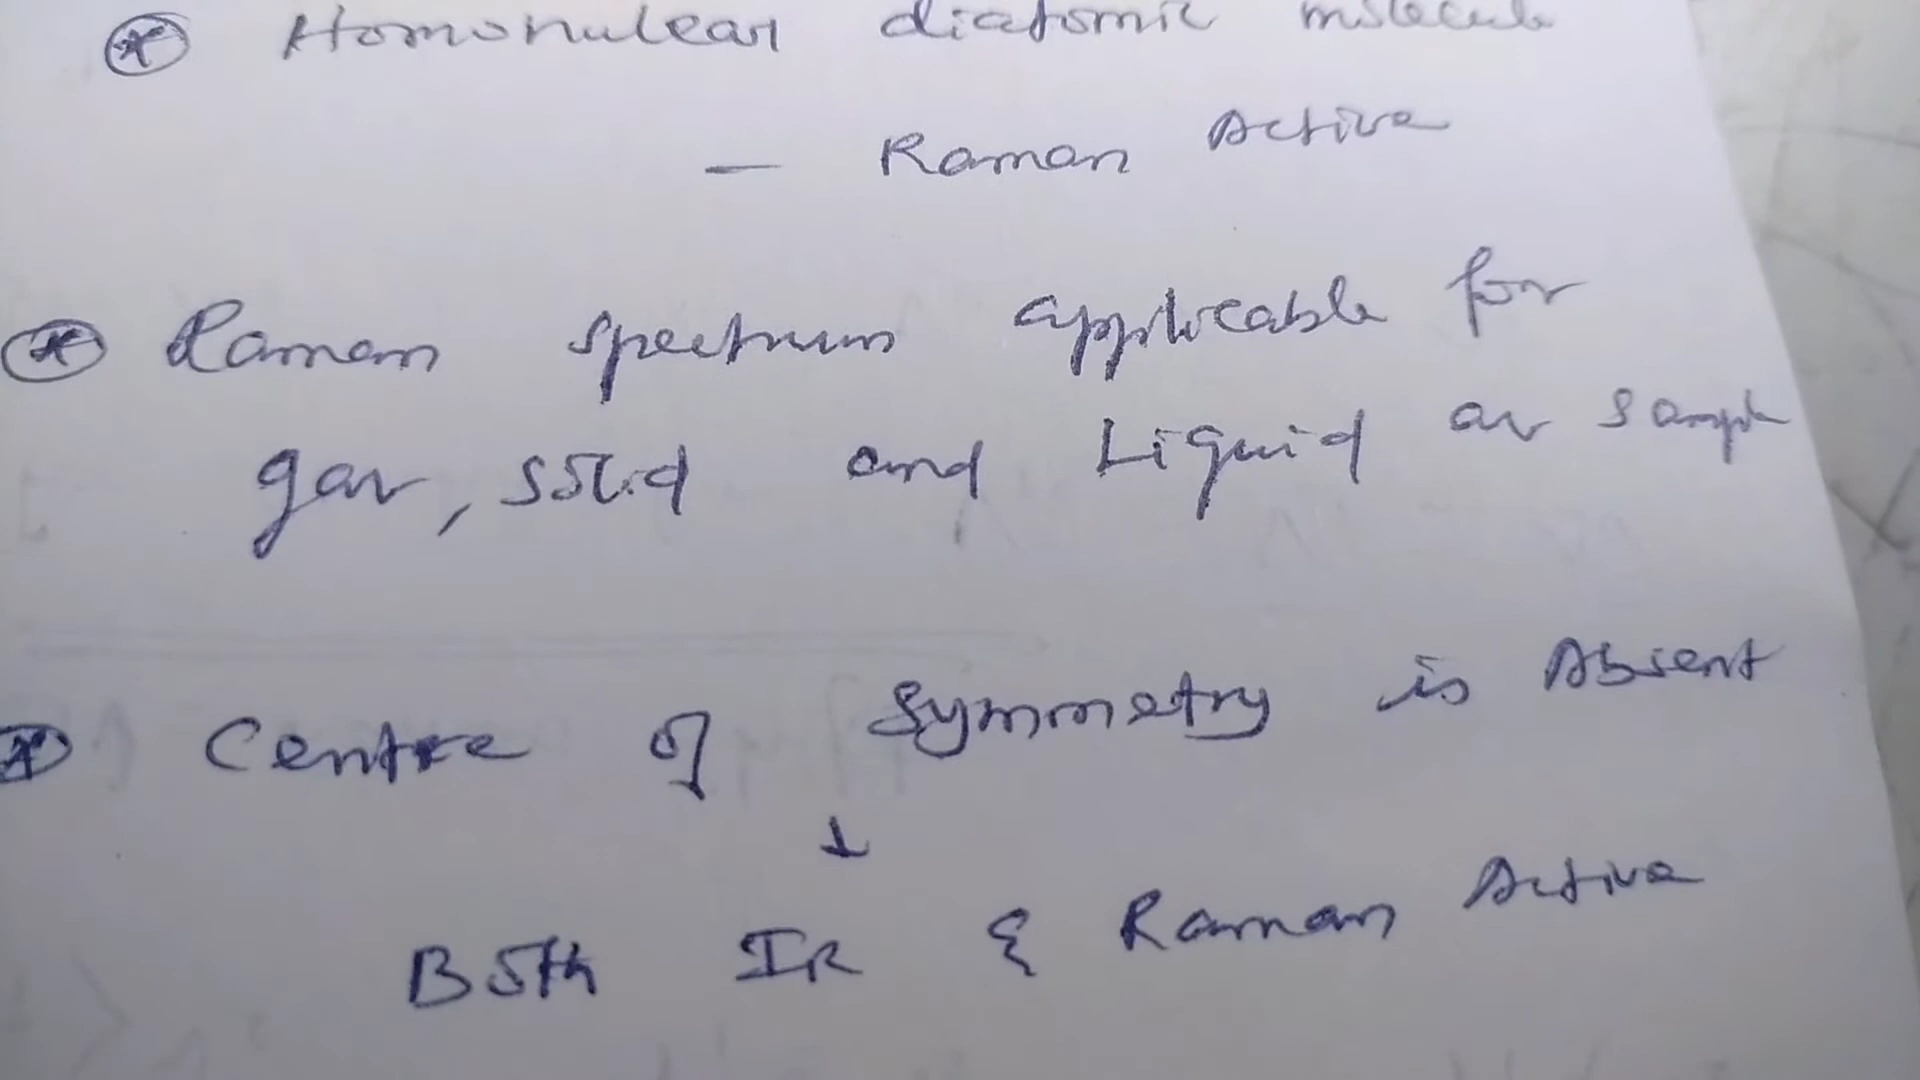 * Homonulear diatomic molecule
— Raman Active
* Raman spectrum applicable for
gas, solid and Liquid as sample
* Centre of Symmetry is Absent
↓
Both IR & Raman Active